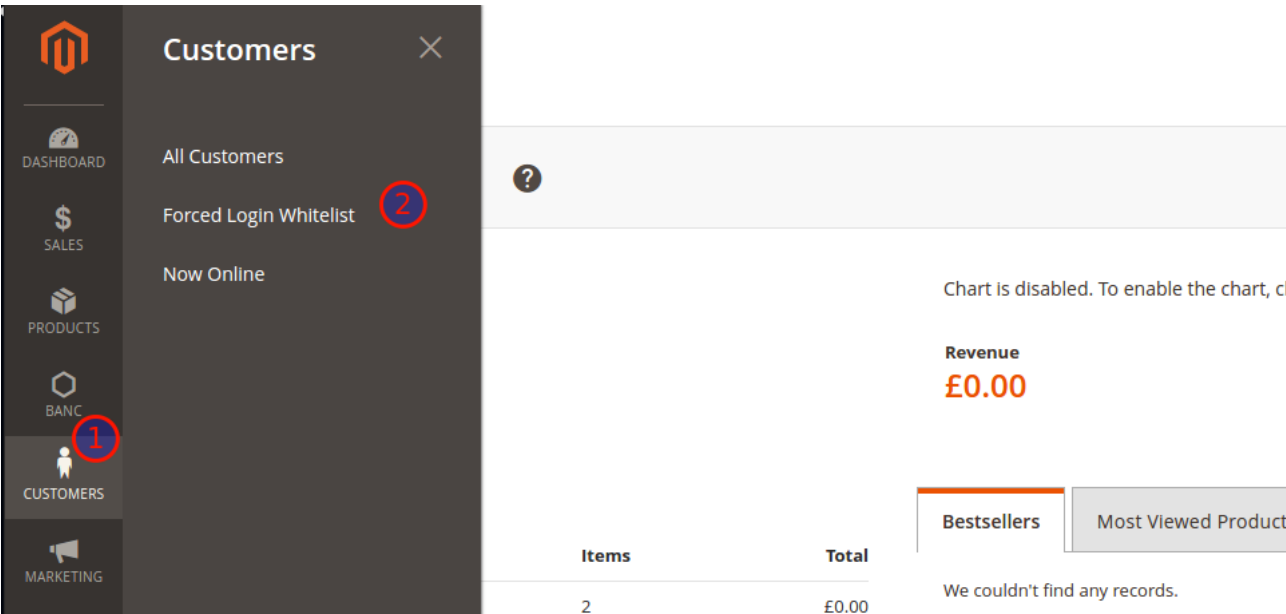 Customers
DASHBOARD
SALES
PRODUCTS
BANC
1
CUSTOMERS
MARKETING
All Customers
Forced Login Whitelist
2
Now Online
Chart is disabled. To enable the chart, c
Revenue
£0.00
Bestsellers
Most Viewed Product
We couldn't find any records.
Items Total
2 £0.00
$
?